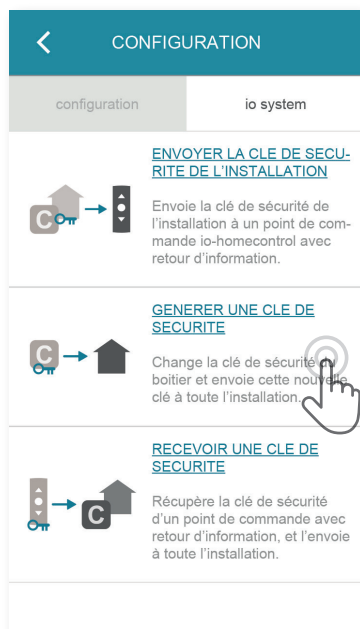 CONFIGURATION
configuration
io system
ENVOYER LA CLE DE SECU-
RITE DE L'INSTALLATION
Envoie la clé de sécurité de
l'installation à un point de com-
mande io-homecontrol avec
retour d'information.
C
GENERER UNE CLE DE
SECURITE
Change la clé de sécurité du
boitier et envoie cette nouvelle
clé à toute l'installation.
C
RECEVOIR UNE CLE DE
SECURITE
Récupère la clé de sécurité
d'un point de commande avec
retour d'information, et l'envoie
à toute l'installation.
C